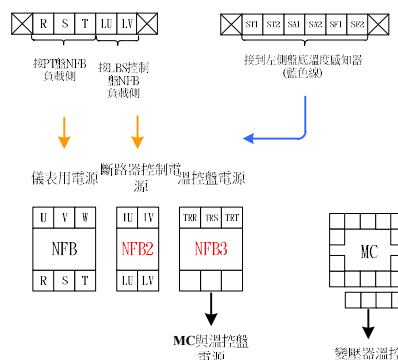 R S T LU LV
ST1 ST2 SA1 SA2 SF1 SF2
接PT盤NFB
負載側
接LBS控制
盤NFB
負載側
接到左側盤底溫度感知器
(藍色線)
儀表用電源
斷路器控制電
源
溫控盤電源
U V W
NFB
R S T
IU IV
NFB2
LU LV
TRR TRS TRT
NFB3
MC
MC與溫控盤
電源
變壓器溫控